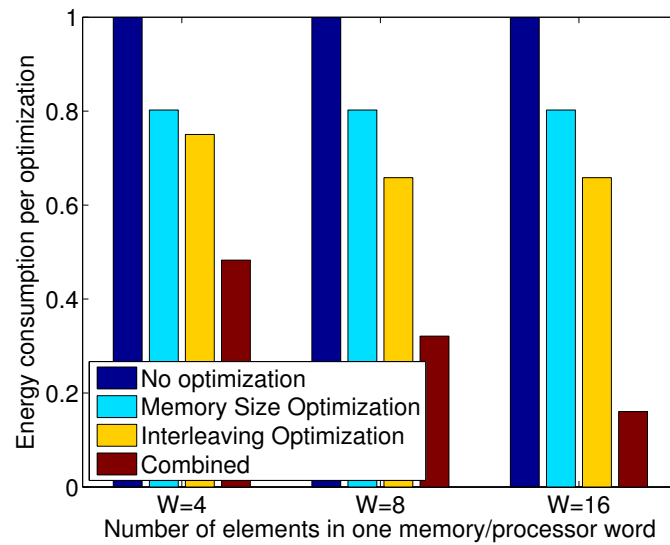 Energy consumption per optimization
1
0.8
0.6
0.4
0.2
0
No optimization
Memory Size Optimization
Interleaving Optimization
Combined
W=4 W=8 W=16
Number of elements in one memory/processor word